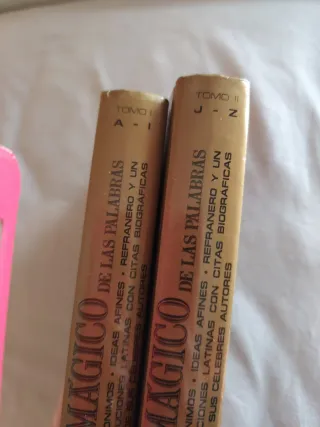 TOMO I
A - I
MAGICO
DE LAS PALABRAS
IDEAS AFINES • REFRANERO Y UN
LATINAS CON CITAS BIOGRAFICAS
AUTORES
TOMO II
J - Z
MAGICO
DE LAS PALABRAS
ONIMOS • IDEAS AFINES • REFRANERO Y UN
CIONES LATINAS CON CITAS BIOGRAFICAS
SUS CELEBRES AUTORES